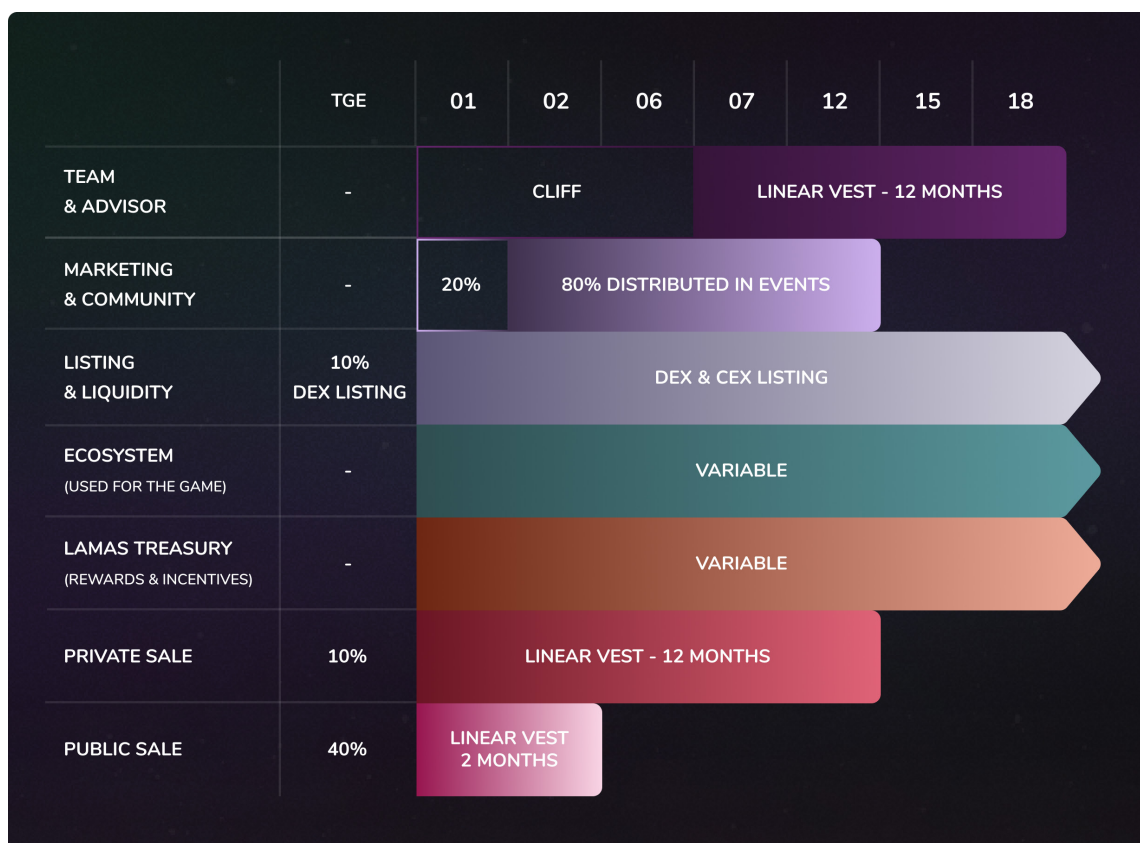 TGE 01 02 06 07 12 15 18
TEAM
& ADVISOR
-
CLIFF
LINEAR VEST - 12 MONTHS
MARKETING
& COMMUNITY
-
20%
80% DISTRIBUTED IN EVENTS
LISTING
& LIQUIDITY
10%
DEX LISTING
DEX & CEX LISTING
ECOSYSTEM
(USED FOR THE GAME)
-
VARIABLE
LAMAS TREASURY
(REWARDS & INCENTIVES)
-
VARIABLE
PRIVATE SALE
10%
LINEAR VEST - 12 MONTHS
PUBLIC SALE
40%
LINEAR VEST
2 MONTHS